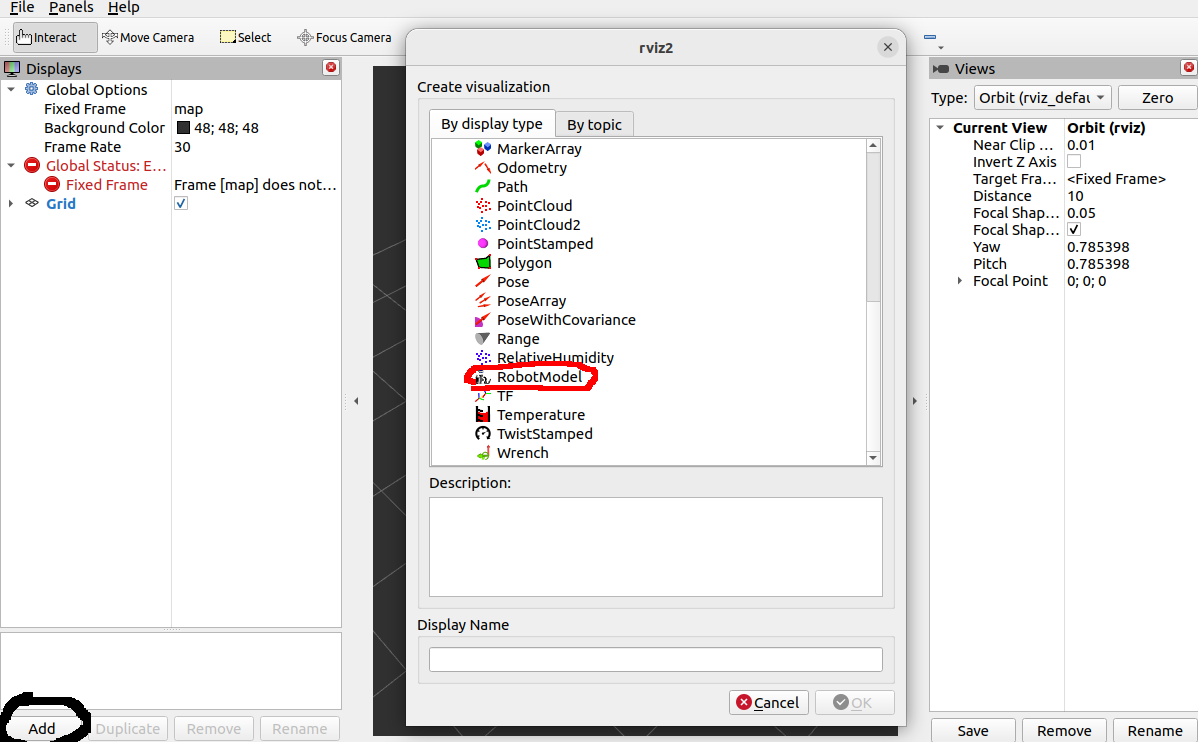 File Panels Help
Interact Move Camera Select Focus Camera
Displays
Global Options
Fixed Frame map
Background Color 48; 48; 48
Frame Rate 30
Global Status: E...
Fixed Frame Frame [map] does not...
Grid
Add Duplicate Remove Rename
rviz2
Create visualization
By display type By topic
MarkerArray
Odometry
Path
PointCloud
PointCloud2
PointStamped
Polygon
Pose
PoseArray
PoseWithCovariance
Range
RelativeHumidity
RobotModel
TF
Temperature
TwistStamped
Wrench
Description:
Display Name
Cancel OK
Views
Type: Orbit (rviz_defau Zero
Current View Orbit (rviz)
Near Clip ... 0.01
Invert Z Axis
Target Fra... <Fixed Frame>
Distance 10
Focal Shap... 0.05
Focal Shap...
Yaw 0.785398
Pitch 0.785398
Focal Point 0; 0; 0
Save Remove Rename